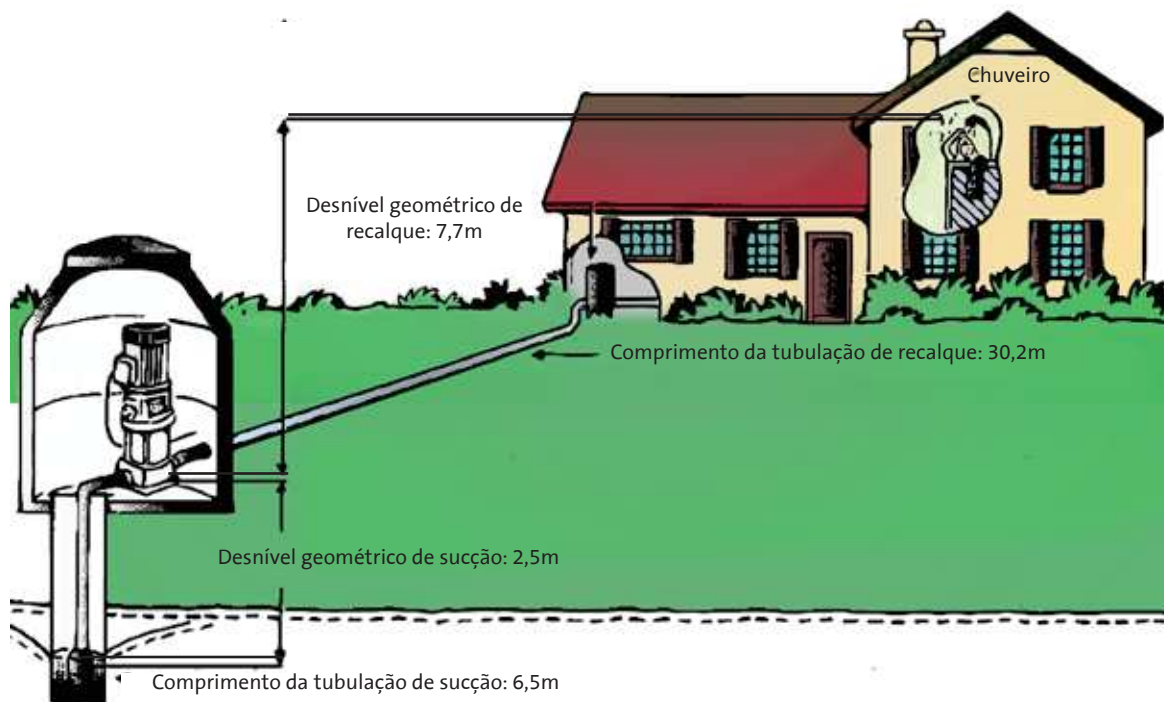 Chuveiro
Desnível geométrico de
recalque: 7,7m
Comprimento da tubulação de recalque: 30,2m
Desnível geométrico de sucção: 2,5m
Comprimento da tubulação de sucção: 6,5m